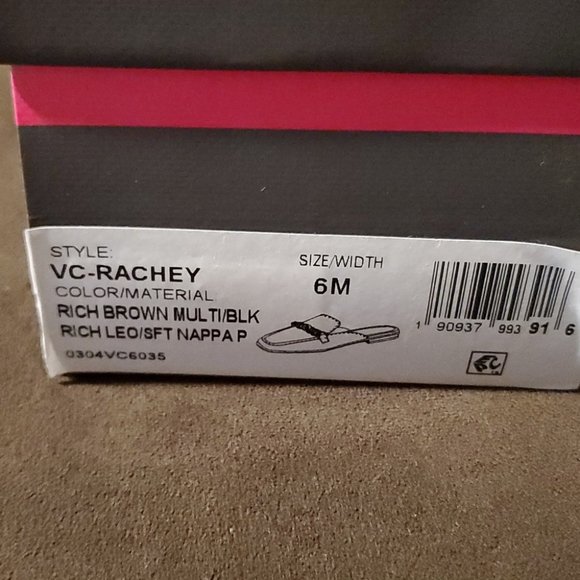 STYLE:
VC-RACHEY
COLOR/MATERIAL
RICH BROWN MULTI/BLK
RICH LEO/SFT NAPPA P
0304VC6035
SIZE/WIDTH
6M
1 90937 993 91 6